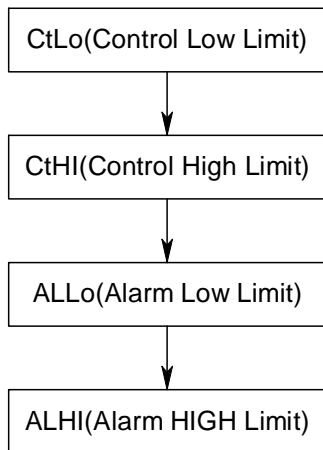 CtLo(Control Low Limit)
CtHI(Control High Limit)
ALLo(Alarm Low Limit)
ALHI(Alarm HIGH Limit)